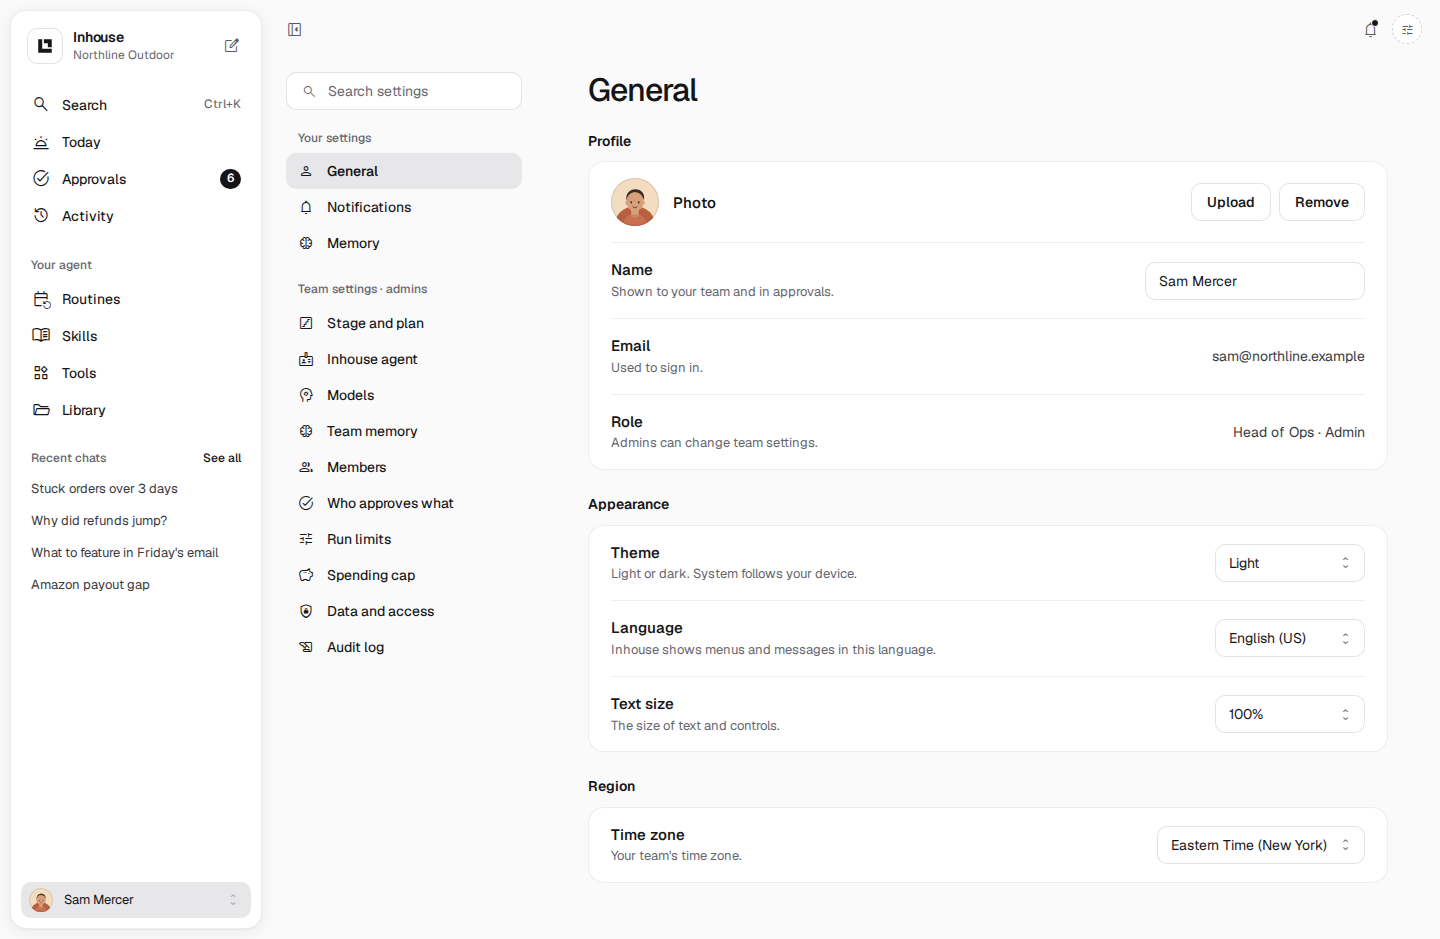 Inhouse
Northline Outdoor
Search Ctrl+K
Today
Approvals 6
Activity
Your agent
Routines
Skills
Tools
Library
Recent chats See all
Stuck orders over 3 days
Why did refunds jump?
What to feature in Friday's email
Amazon payout gap
Sam Mercer
Search settings
Your settings
General
Notifications
Memory
Team settings · admins
Stage and plan
Inhouse agent
Models
Team memory
Members
Who approves what
Run limits
Spending cap
Data and access
Audit log
General
Profile
Photo Upload Remove
Name
Shown to your team and in approvals.
Sam Mercer
Email
Used to sign in.
sam@northline.example
Role
Admins can change team settings.
Head of Ops · Admin
Appearance
Theme
Light or dark. System follows your device.
Light
Language
Inhouse shows menus and messages in this language.
English (US)
Text size
The size of text and controls.
100%
Region
Time zone
Your team's time zone.
Eastern Time (New York)